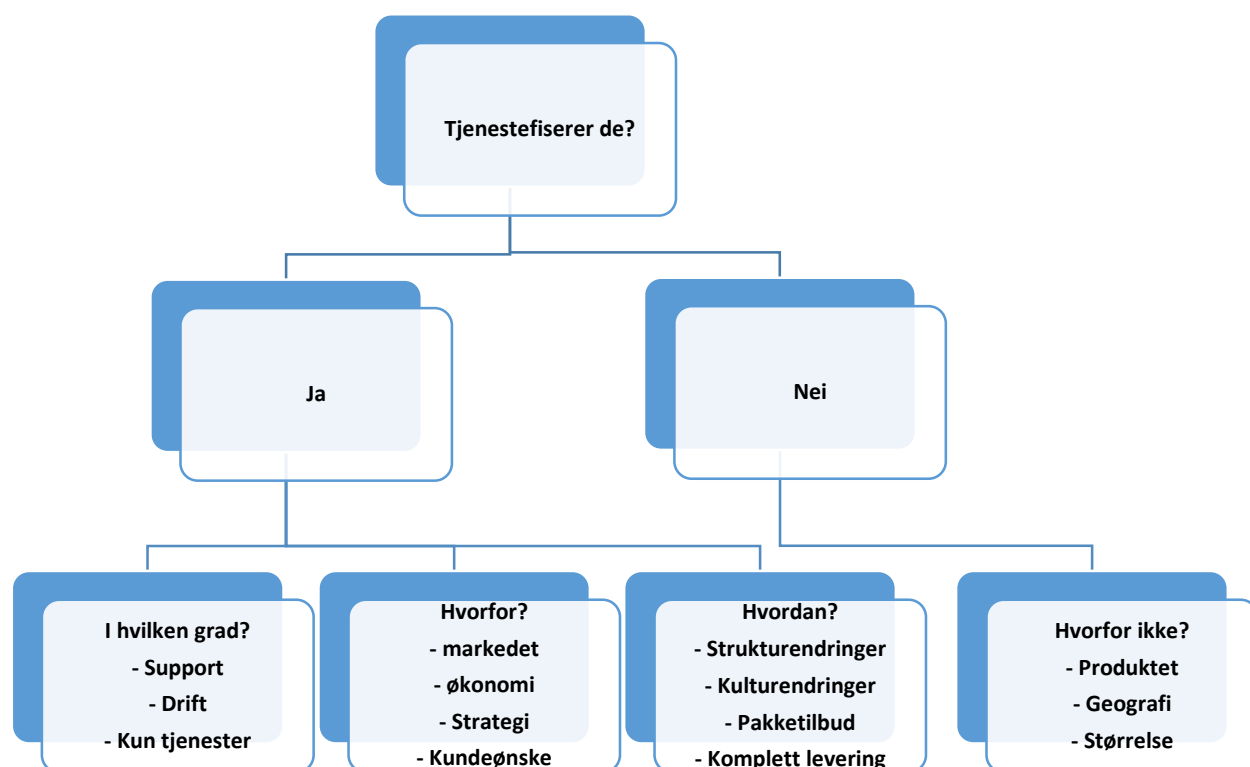 Tjenestefiserer de?
Ja
Nei
I hvilken grad?
- Support
- Drift
- Kun tjenester
Hvorfor?
- markedet
- økonomi
- Strategi
- Kundeønske
Hvordan?
- Strukturendringer
- Kulturendringer
- Pakketilbud
- Komplett levering
Hvorfor ikke?
- Produktet
- Geografi
- Størrelse